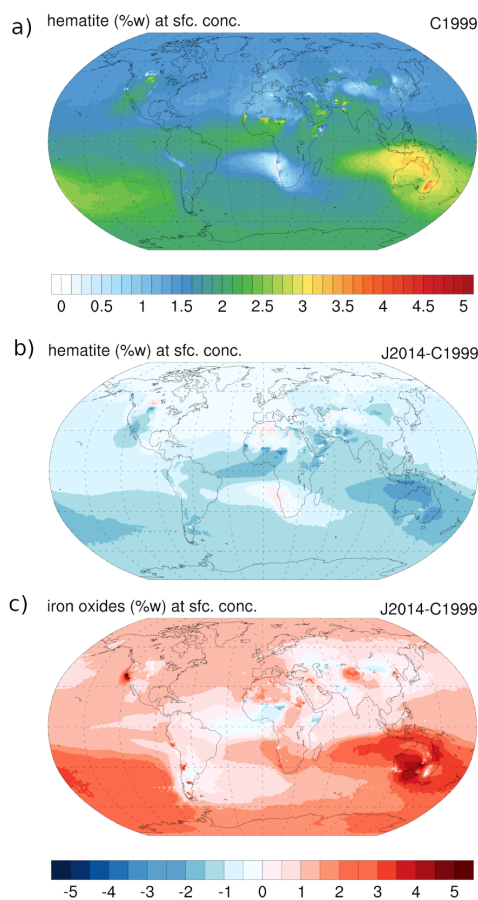 a) hematite (%w) at sfc. conc. C1999
0 0.5 1 1.5 2 2.5 3 3.5 4 4.5 5
b) hematite (%w) at sfc. conc. J2014-C1999
c) iron oxides (%w) at sfc. conc. J2014-C1999
-5 -4 -3 -2 -1 0 1 2 3 4 5